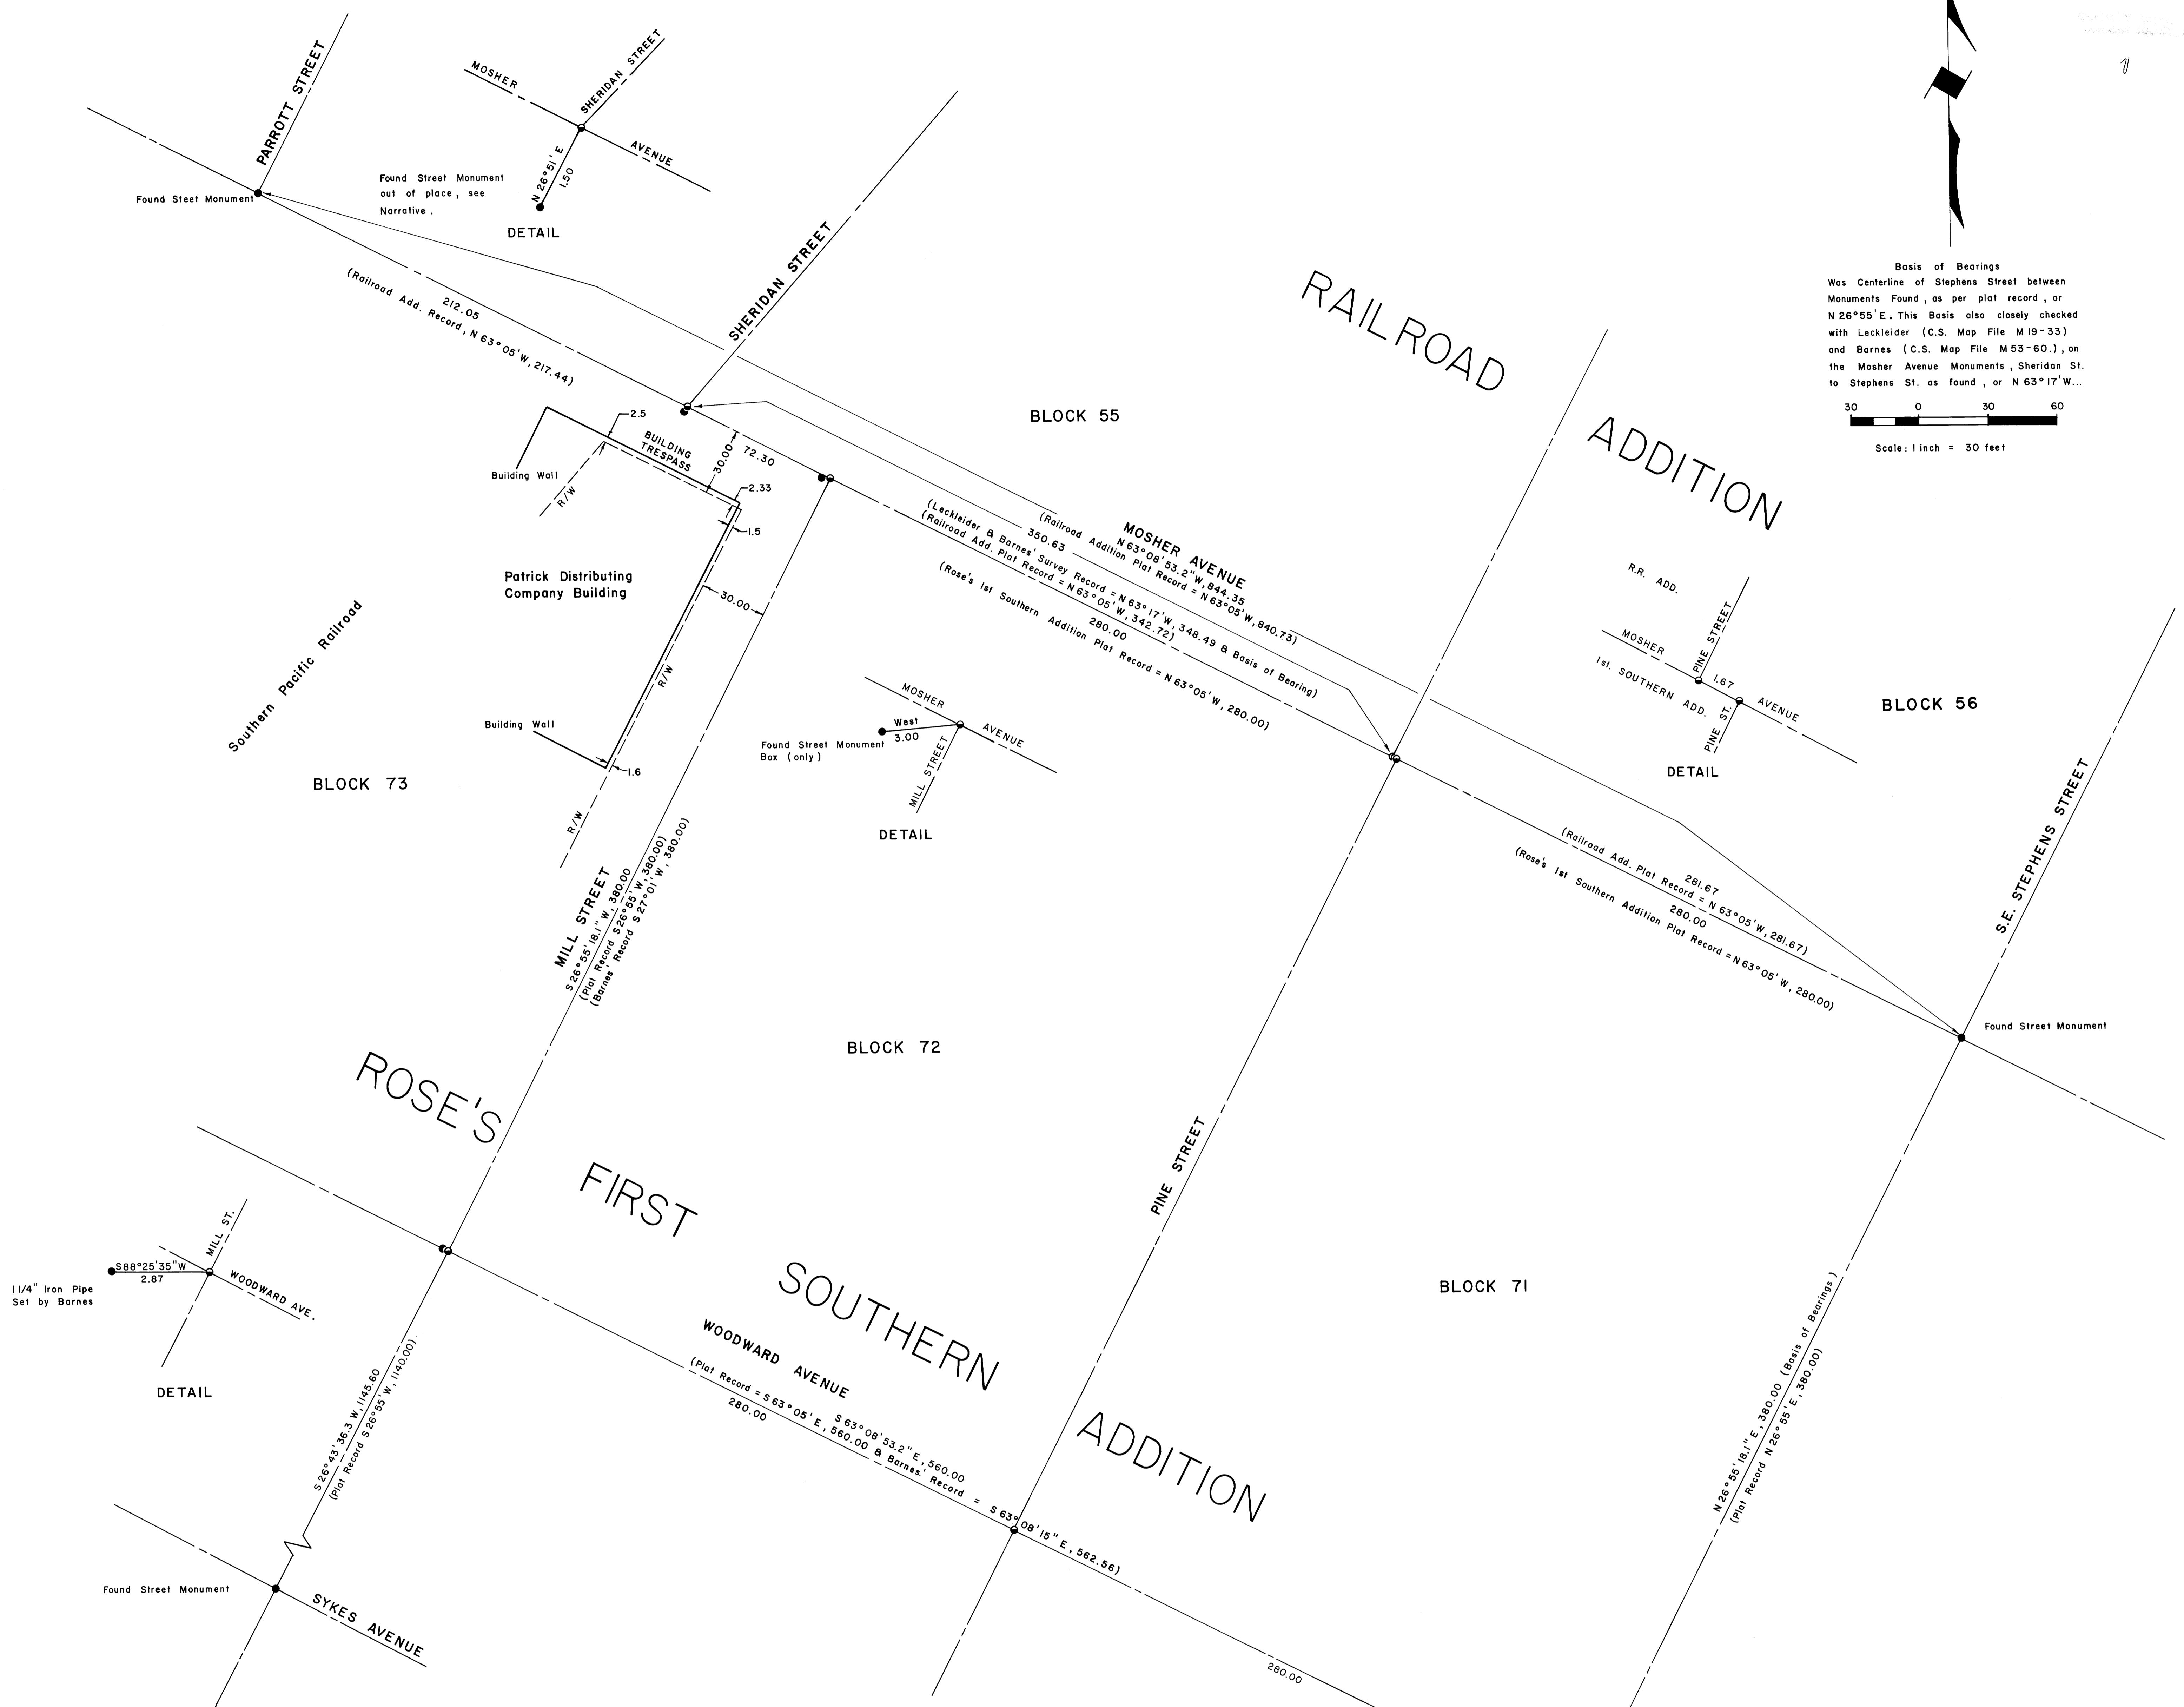 PARROTT STREET
Found Steet Monument
MOSHER
AVENUE
SHERIDAN STREET
N 26°51' E
1.50
Found Street Monument
out of place, see
Narrative.
DETAIL
SHERIDAN STREET
212.05
(Railroad Add. Record, N 63°05'W, 217.44)
RAILROAD
ADDITION
Basis of Bearings
Was Centerline of Stephens Street between
Monuments Found, as per plat record, or
N 26°55' E. This Basis also closely checked
with Leckleider (C.S. Map File M 19-33)
and Barnes (C.S. Map File M 53-60.), on
the Mosher Avenue Monuments, Sheridan St.
to Stephens St. as found, or N 63°17'W...
30 0 30 60
Scale: 1 inch = 30 feet
BLOCK 55
2.5
BUILDING
TRESPASS
30.00
72.30
2.33
1.5
Building Wall
R/W
Patrick Distributing
Company Building
30.00
R/W
Southern Pacific Railroad
Building Wall
1.6
R/W
BLOCK 73
MOSHER AVENUE
N 63°08'53.2"W, 844.35
(Railroad Addition Plat Record = N 63°05'W, 840.73)
350.63
(Leckleider & Barnes' Survey Record = N 63°17'W, 348.49 & Basis of Bearing)
(Railroad Add. Plat Record = N 63°05'W, 342.72)
280.00
(Rose's 1st Southern Addition Plat Record = N 63°05'W, 280.00)
MOSHER
AVENUE
West
3.00
Found Street Monument
Box (only)
MILL STREET
DETAIL
R.R. ADD.
MOSHER
AVENUE
PINE STREET
1.67
1st. SOUTHERN ADD.
PINE ST.
DETAIL
BLOCK 56
S.E. STEPHENS STREET
281.67
(Railroad Add. Plat Record = N 63°05'W, 281.67)
280.00
(Rose's 1st Southern Addition Plat Record = N 63°05'W, 280.00)
Found Street Monument
MILL STREET
S 26°55'18.1"W, 380.00
(Plat Record S 26°55'W, 380.00)
(Barnes' Record S 27°01'W, 380.00)
BLOCK 72
ROSE'S
FIRST
SOUTHERN
ADDITION
PINE STREET
BLOCK 71
MILL ST.
S 88°25'35"W
2.87
WOODWARD AVE.
1 1/4" Iron Pipe
Set by Barnes
DETAIL
S 26°43'36.3 W, 1145.60
(Plat Record S 26°55'W, 1140.00)
WOODWARD AVENUE
S 63°08'53.2"E, 560.00
(Plat Record = S 63°05'E, 560.00 & Barnes.' Record = S 63°08'15"E, 562.56)
280.00
280.00
N 26°55'18.1"E, 380.00 (Basis of Bearings)
(Plat Record N 26°55'E, 380.00)
Found Street Monument
SYKES AVENUE